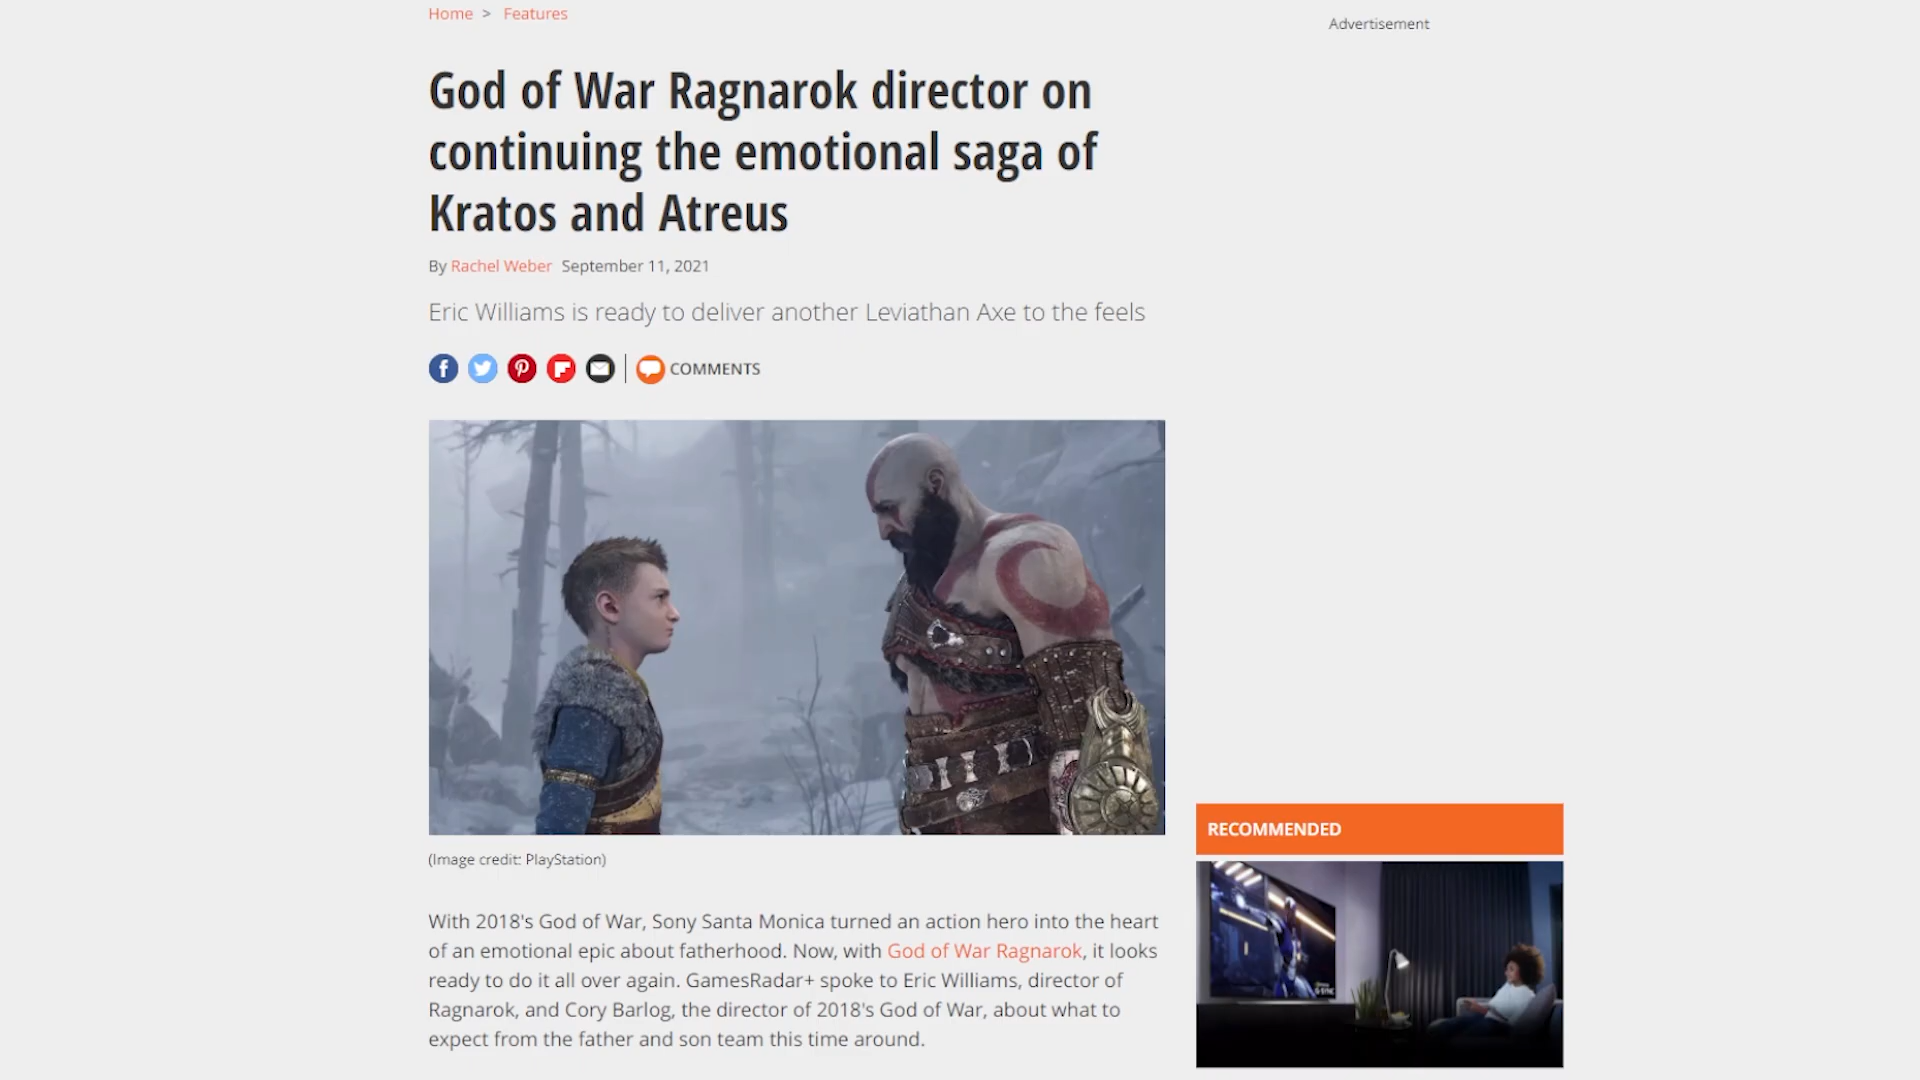 Home > Features
Advertisement
God of War Ragnarok director on
continuing the emotional saga of
Kratos and Atreus
By Rachel Weber September 11, 2021
Eric Williams is ready to deliver another Leviathan Axe to the feels
COMMENTS
(Image credit: PlayStation)
With 2018's God of War, Sony Santa Monica turned an action hero into the heart
of an emotional epic about fatherhood. Now, with God of War Ragnarok, it looks
ready to do it all over again. GamesRadar+ spoke to Eric Williams, director of
Ragnarok, and Cory Barlog, the director of 2018's God of War, about what to
expect from the father and son team this time around.
RECOMMENDED